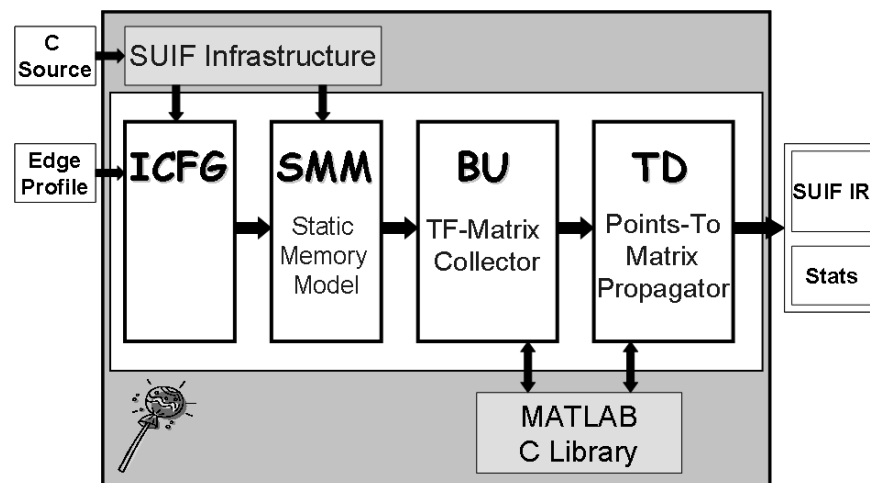 C
Source
SUIF Infrastructure
Edge
Profile
ICFG
SMM
Static
Memory
Model
BU
TF-Matrix
Collector
TD
Points-To
Matrix
Propagator
SUIF IR
Stats
MATLAB
C Library